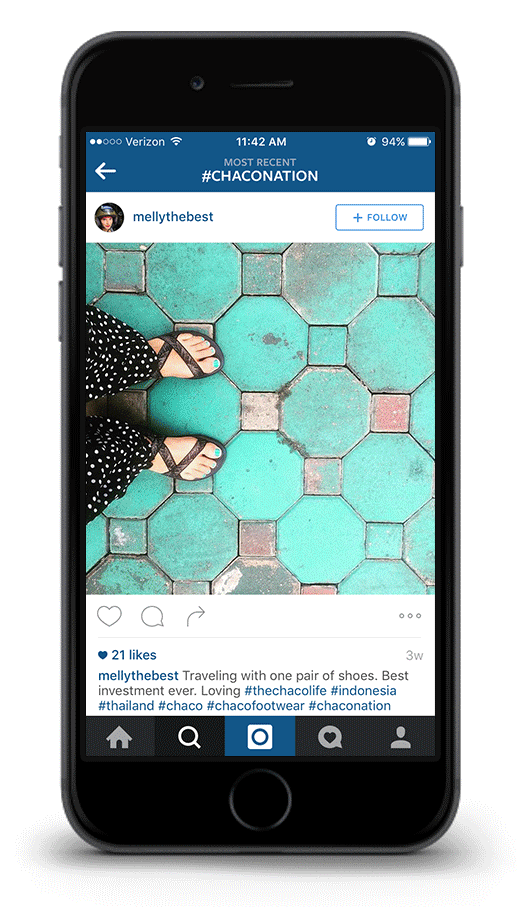 Verizon 11:42 AM 94%
MOST RECENT
#CHACONATION
mellythebest + FOLLOW
21 likes 3w
mellythebest Traveling with one pair of shoes. Best
investment ever. Loving #thechacolife #indonesia
#thailand #chaco #chacofootwear #chaconation